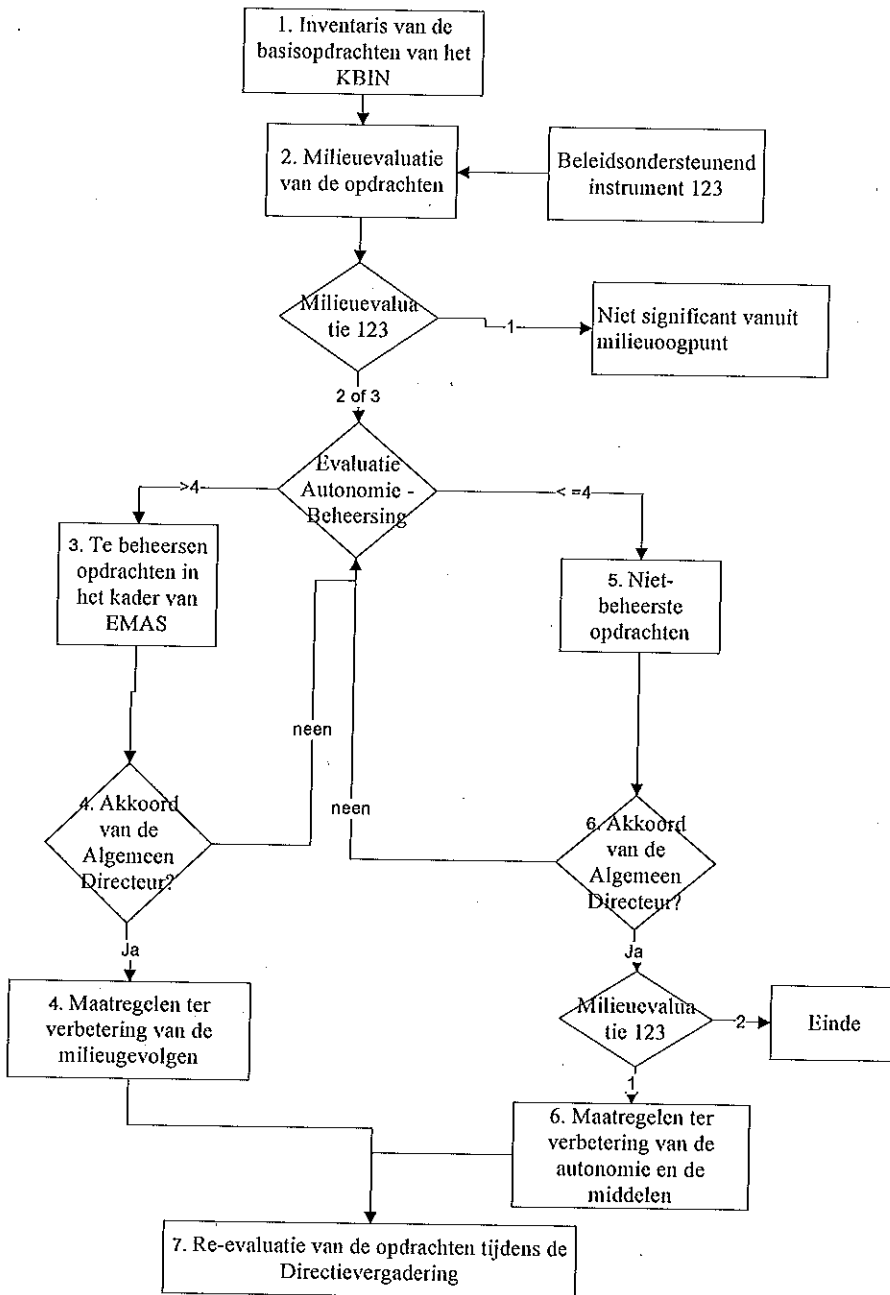 1. Inventaris van de
basisopdrachten van het
KBIN
2. Milieuevaluatie
van de opdrachten
Beleidsondersteunend
instrument 123
Milieuevalua
tie 123
1
Niet significant vanuit
milieuoogpunt
2 of 3
Evaluatie
Autonomie -
Beheersing
>4
< =4
3. Te beheersen
opdrachten in
het kader van
EMAS
5. Niet-
beheerste
opdrachten
neen
neen
4. Akkoord
van de
Algemeen
Directeur?
6. Akkoord
van de
Algemeen
Directeur?
Ja
Ja
4. Maatregelen ter
verbetering van de
milieugevolgen
Milieuevalua
tie 123
2
Einde
1
6. Maatregelen ter
verbetering van de
autonomie en de
middelen
7. Re-evaluatie van de opdrachten tijdens de
Directievergadering